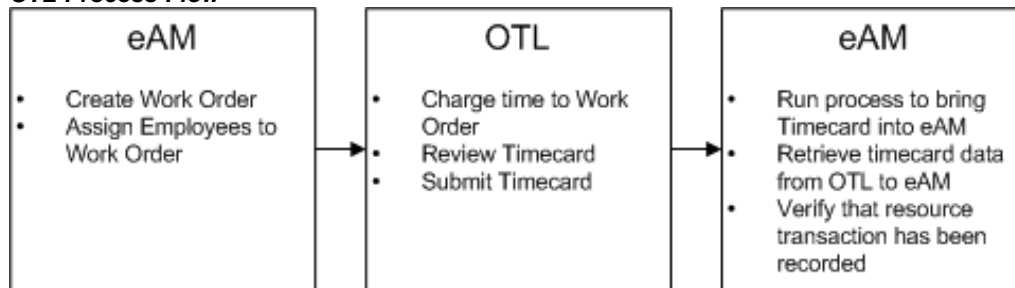 OTL Process Flow
eAM
• Create Work Order
• Assign Employees to
Work Order
OTL
• Charge time to Work
Order
• Review Timecard
• Submit Timecard
eAM
• Run process to bring
Timecard into eAM
• Retrieve timecard data
from OTL to eAM
• Verify that resource
transaction has been
recorded